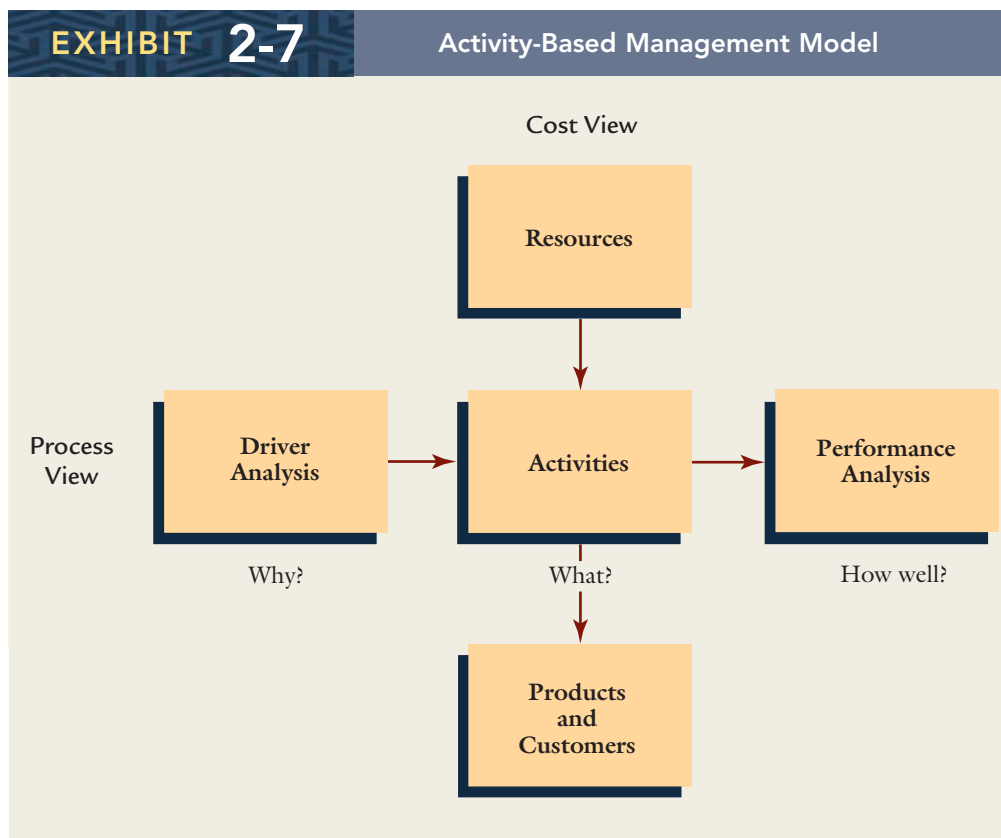 EXHIBIT 2-7
Activity-Based Management Model
Cost View
Resources
Process
View
Driver
Analysis
Activities
Performance
Analysis
Why?
What?
How well?
Products
and
Customers